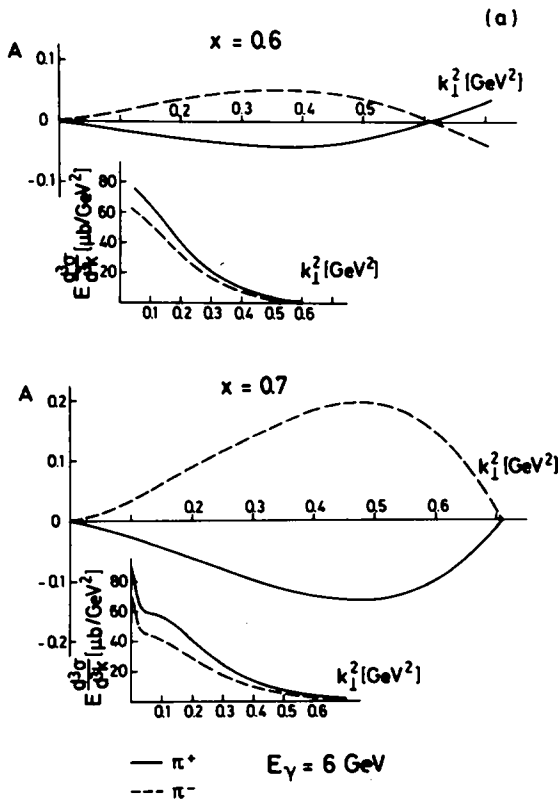 (a)
x = 0.6
A
0.1
0
-0.1
0.2 0.3 0.4 0.5
k⊥² [GeV²]
E d³σ/d³k [μb/GeV²]
80
60
40
20
0.1 0.2 0.3 0.4 0.5 0.6
k⊥² [GeV²]
x = 0.7
A
0.2
0.1
0
-0.1
-0.2
0.2 0.3 0.4 0.5 0.6
k⊥² [GeV²]
E d³σ/d³k [μb/GeV²]
80
60
40
20
0.1 0.2 0.3 0.4 0.5 0.6
k⊥² [GeV²]
π⁺
π⁻
Eγ = 6 GeV